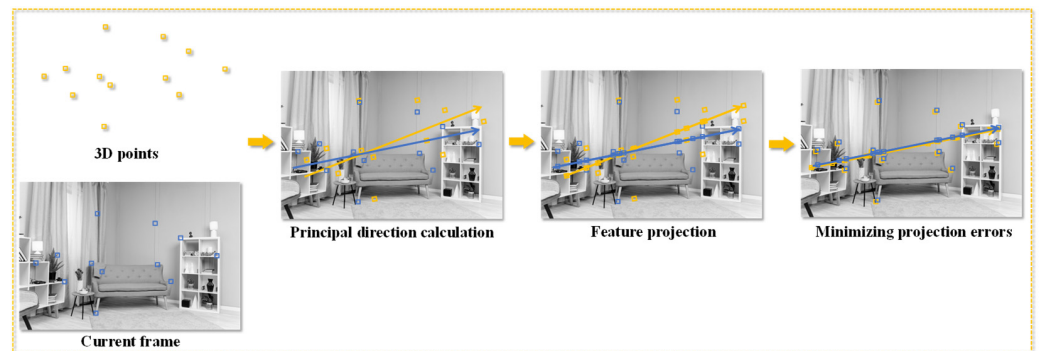 3D points
Current frame
Principal direction calculation
Feature projection
Minimizing projection errors